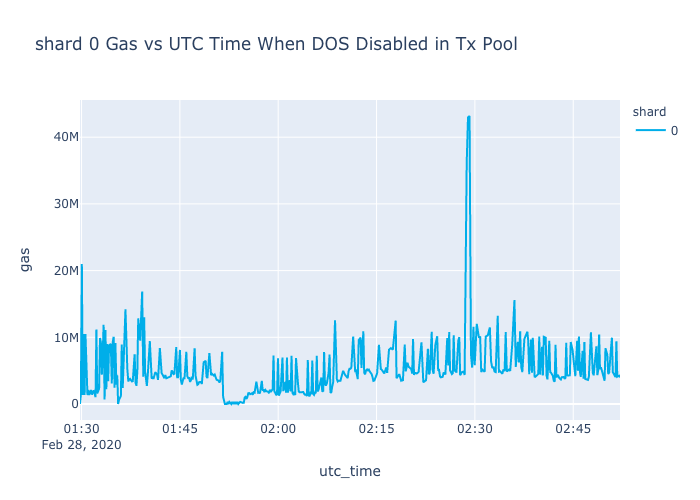 shard 0 Gas vs UTC Time When DOS Disabled in Tx Pool
shard
0
40M
30M
20M
10M
0
gas
01:30
Feb 28, 2020
01:45
02:00
02:15
02:30
02:45
utc_time